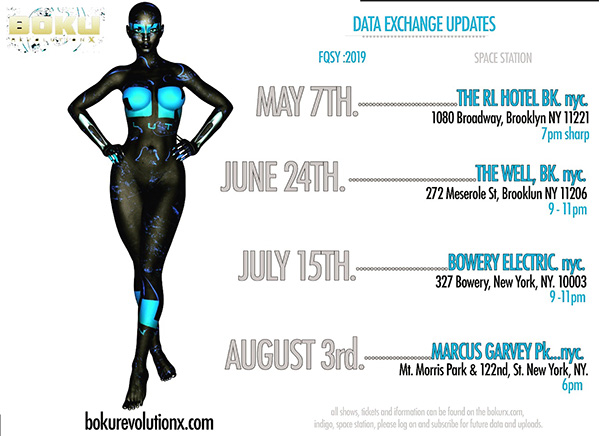 BOKU
REVOLUTION X
DATA EXCHANGE UPDATES
FQSY :2019 SPACE STATION
MAY 7TH. THE RL HOTEL BK. nyc.
1080 Broadway, Brooklyn NY 11221
7pm sharp
JUNE 24TH. THE WELL, BK. nyc.
272 Meserole St, Brooklun NY 11206
9 - 11pm
JULY 15TH. BOWERY ELECTRIC. nyc.
327 Bowery, New York, NY. 10003
9 -11pm
AUGUST 3rd. MARCUS GARVEY Pk...nyc.
Mt. Morris Park & 122nd, St. New York, NY.
6pm
all shows, tickets and iformation can be found on the bokurx.com,
indigo, space station, please log on and subscribe for future data and uploads.
bokurevolutionx.com